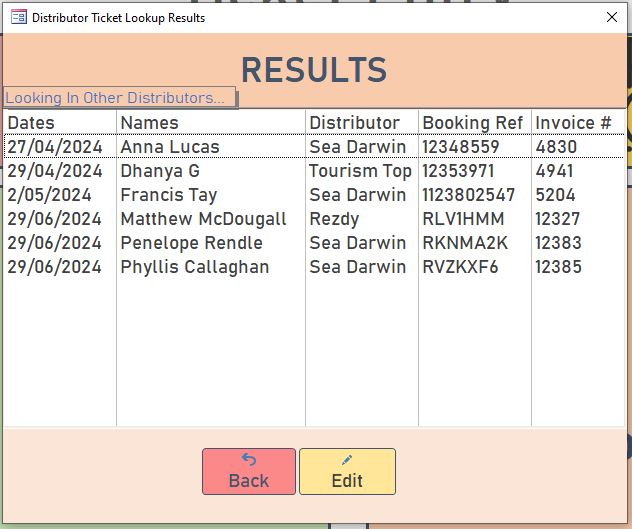 Distributor Ticket Lookup Results
RESULTS
Looking In Other Distributors...
Dates Names Distributor Booking Ref Invoice #
27/04/2024 Anna Lucas Sea Darwin 12348559 4830
29/04/2024 Dhanya G Tourism Top 12353971 4941
2/05/2024 Francis Tay Sea Darwin 1123802547 5204
29/06/2024 Matthew McDougall Rezdy RLV1HMM 12327
29/06/2024 Penelope Rendle Sea Darwin RKNMA2K 12383
29/06/2024 Phyllis Callaghan Sea Darwin RVZKXF6 12385
Back Edit